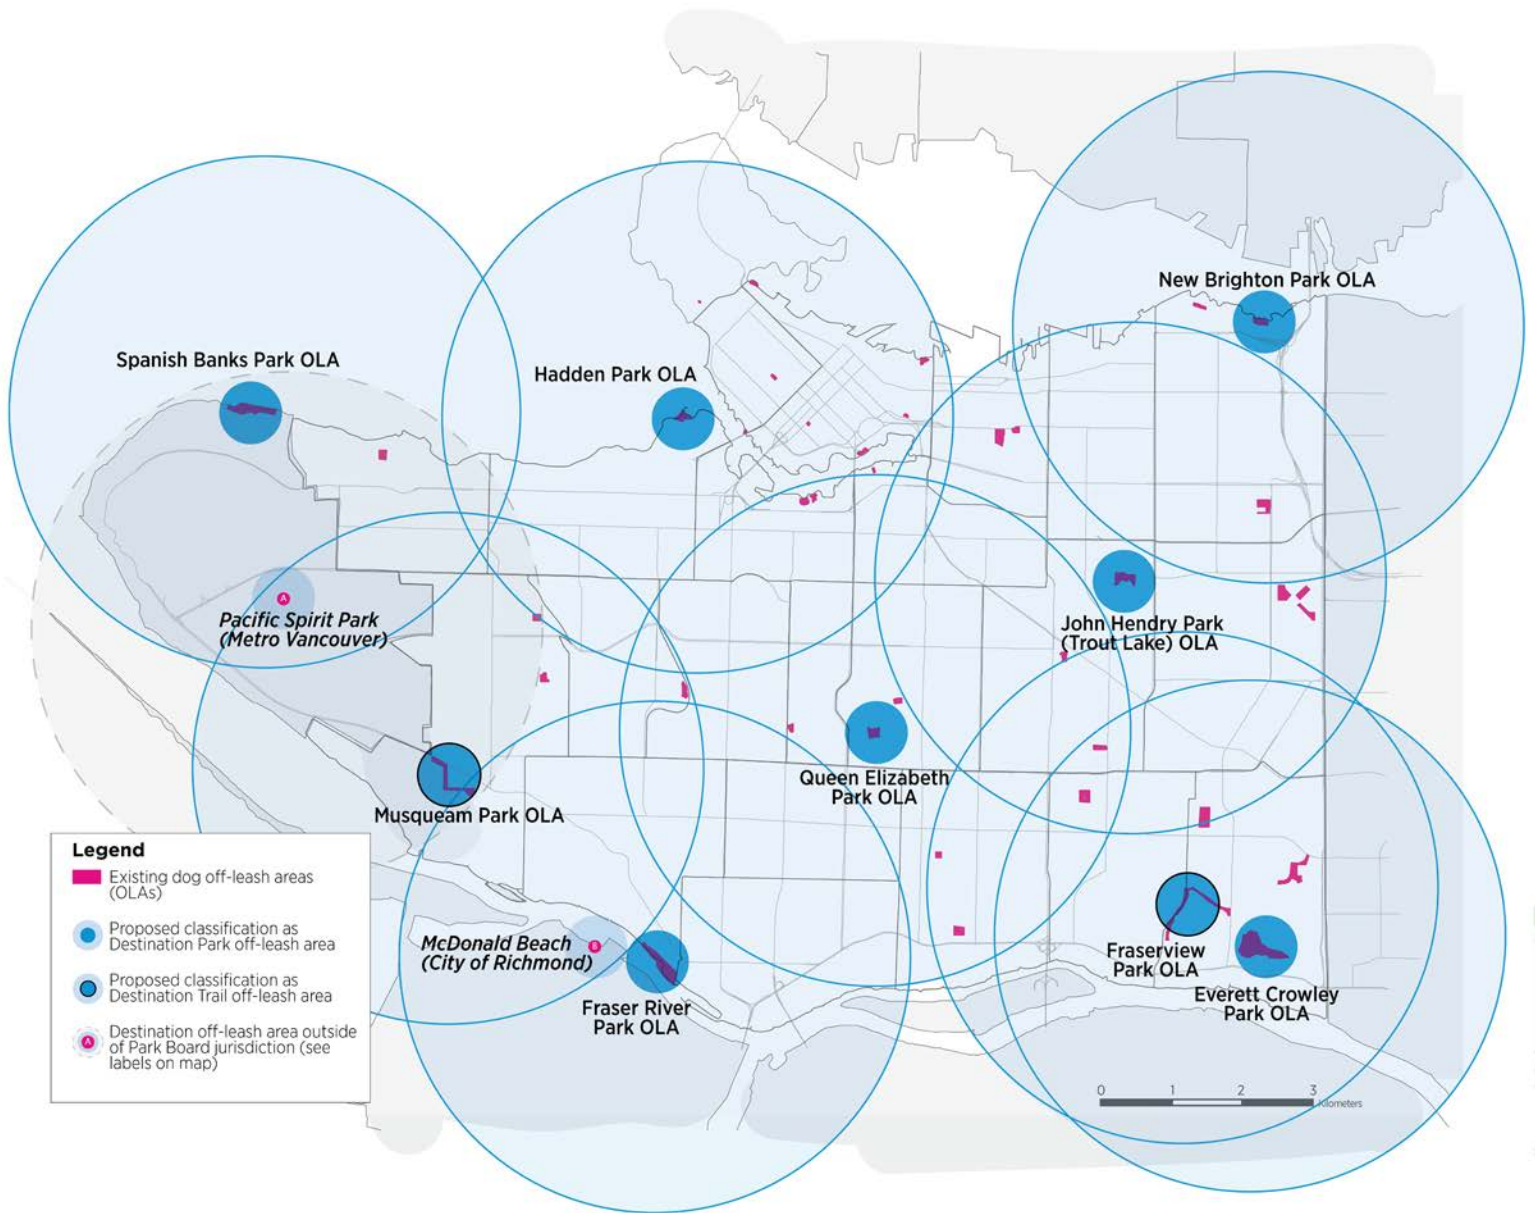 New Brighton Park OLA
Spanish Banks Park OLA
Hadden Park OLA
A
Pacific Spirit Park
(Metro Vancouver)
John Hendry Park
(Trout Lake) OLA
Queen Elizabeth
Park OLA
Musqueam Park OLA
Legend
Existing dog off-leash areas
(OLAs)
Proposed classification as
Destination Park off-leash area
Proposed classification as
Destination Trail off-leash area
A
Destination off-leash area outside
of Park Board jurisdiction (see
labels on map)
McDonald Beach
(City of Richmond)
B
Fraser River
Park OLA
Fraserview
Park OLA
Everett Crowley
Park OLA
0 1 2 3
Kilometers